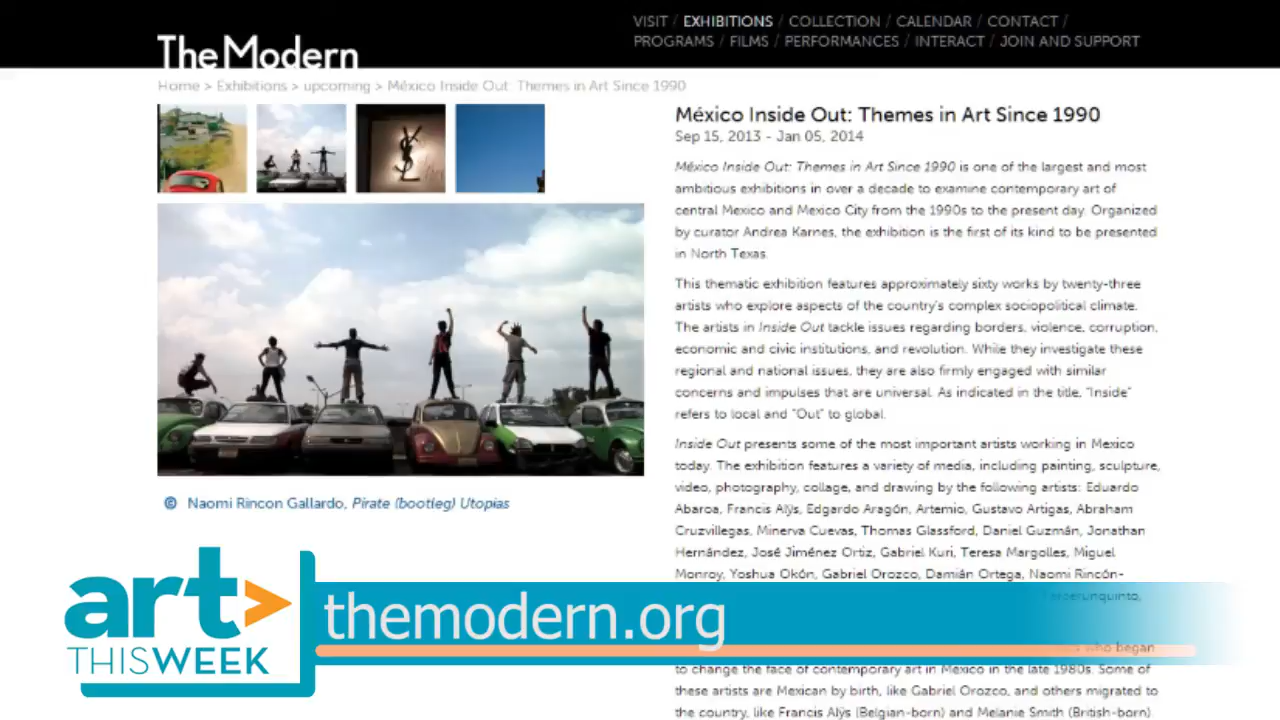 VISIT / EXHIBITIONS / COLLECTION / CALENDAR / CONTACT /
The Modern
PROGRAMS / FILMS / PERFORMANCES / INTERACT / JOIN AND SUPPORT
Home > Exhibitions > upcoming > México Inside Out: Themes in Art Since 1990
México Inside Out: Themes in Art Since 1990
Sep 15, 2013 - Jan 05, 2014
México Inside Out: Themes in Art Since 1990 is one of the largest and most
ambitious exhibitions in over a decade to examine contemporary art of
central Mexico and Mexico City from the 1990s to the present day. Organized
by curator Andrea Karnes, the exhibition is the first of its kind to be presented
in North Texas.
This thematic exhibition features approximately sixty works by twenty-three
artists who explore aspects of the country's complex sociopolitical climate.
The artists in Inside Out tackle issues regarding borders, violence, corruption,
economic and civic institutions, and revolution. While they investigate these
regional and national issues, they are also firmly engaged with similar
concerns and impulses that are universal. As indicated in the title, "Inside"
refers to local and "Out" to global.
Inside Out presents some of the most important artists working in Mexico
today. The exhibition features a variety of media, including painting, sculpture,
video, photography, collage, and drawing by the following artists: Eduardo
Abaroa, Francis Alÿs, Edgardo Aragón, Artemio, Gustavo Artigas, Abraham
Cruzvillegas, Minerva Cuevas, Thomas Glassford, Daniel Guzmán, Jonathan
Hernández, José Jiménez Ortiz, Gabriel Kuri, Teresa Margolles, Miguel
Monroy, Yoshua Okón, Gabriel Orozco, Damián Ortega, Naomi Rincón-
© Naomi Rincon Gallardo, Pirate (bootleg) Utopias
art>
THISWEEK
themodern.org
who began
to change the face of contemporary art in Mexico in the late 1980s. Some of
these artists are Mexican by birth, like Gabriel Orozco, and others migrated to
the country, like Francis Alÿs (Belgian-born) and Melanie Smith (British-born).